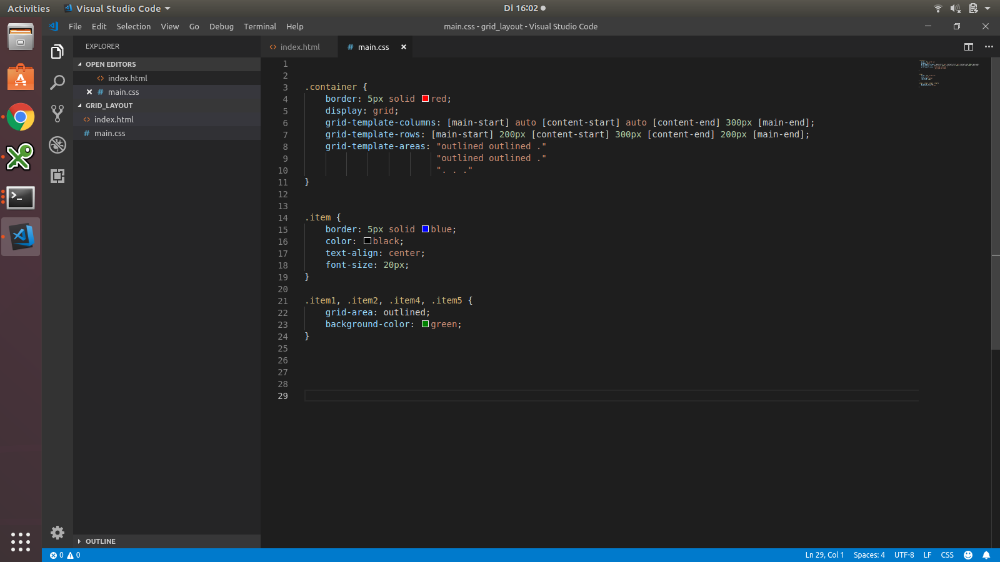 Activities
Visual Studio Code
Di 16:02
File Edit Selection View Go Debug Terminal Help
main.css - grid_layout - Visual Studio Code
EXPLORER
OPEN EDITORS
index.html
main.css
GRID_LAYOUT
index.html
main.css
OUTLINE
index.html
main.css
1
2
3 .container {
4 border: 5px solid red;
5 display: grid;
6 grid-template-columns: [main-start] auto [content-start] auto [content-end] 300px [main-end];
7 grid-template-rows: [main-start] 200px [content-start] 300px [content-end] 200px [main-end];
8 grid-template-areas: "outlined outlined ."
9 "outlined outlined ."
10 ". . ."
11 }
12
13
14 .item {
15 border: 5px solid blue;
16 color: black;
17 text-align: center;
18 font-size: 20px;
19 }
20
21 .item1, .item2, .item4, .item5 {
22 grid-area: outlined;
23 background-color: green;
24 }
25
26
27
28
29
0 0
Ln 29, Col 1 Spaces: 4 UTF-8 LF CSS